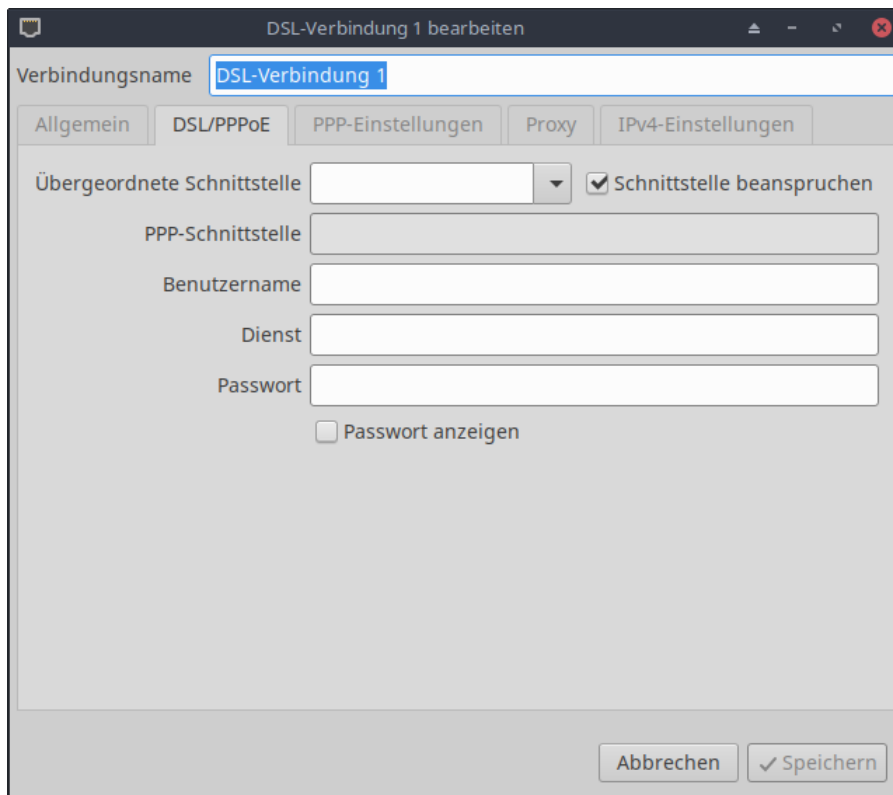 DSL-Verbindung 1 bearbeiten
Verbindungsname DSL-Verbindung 1
Allgemein DSL/PPPoE PPP-Einstellungen Proxy IPv4-Einstellungen
Übergeordnete Schnittstelle Schnittstelle beanspruchen
PPP-Schnittstelle
Benutzername
Dienst
Passwort
Passwort anzeigen
Abbrechen Speichern